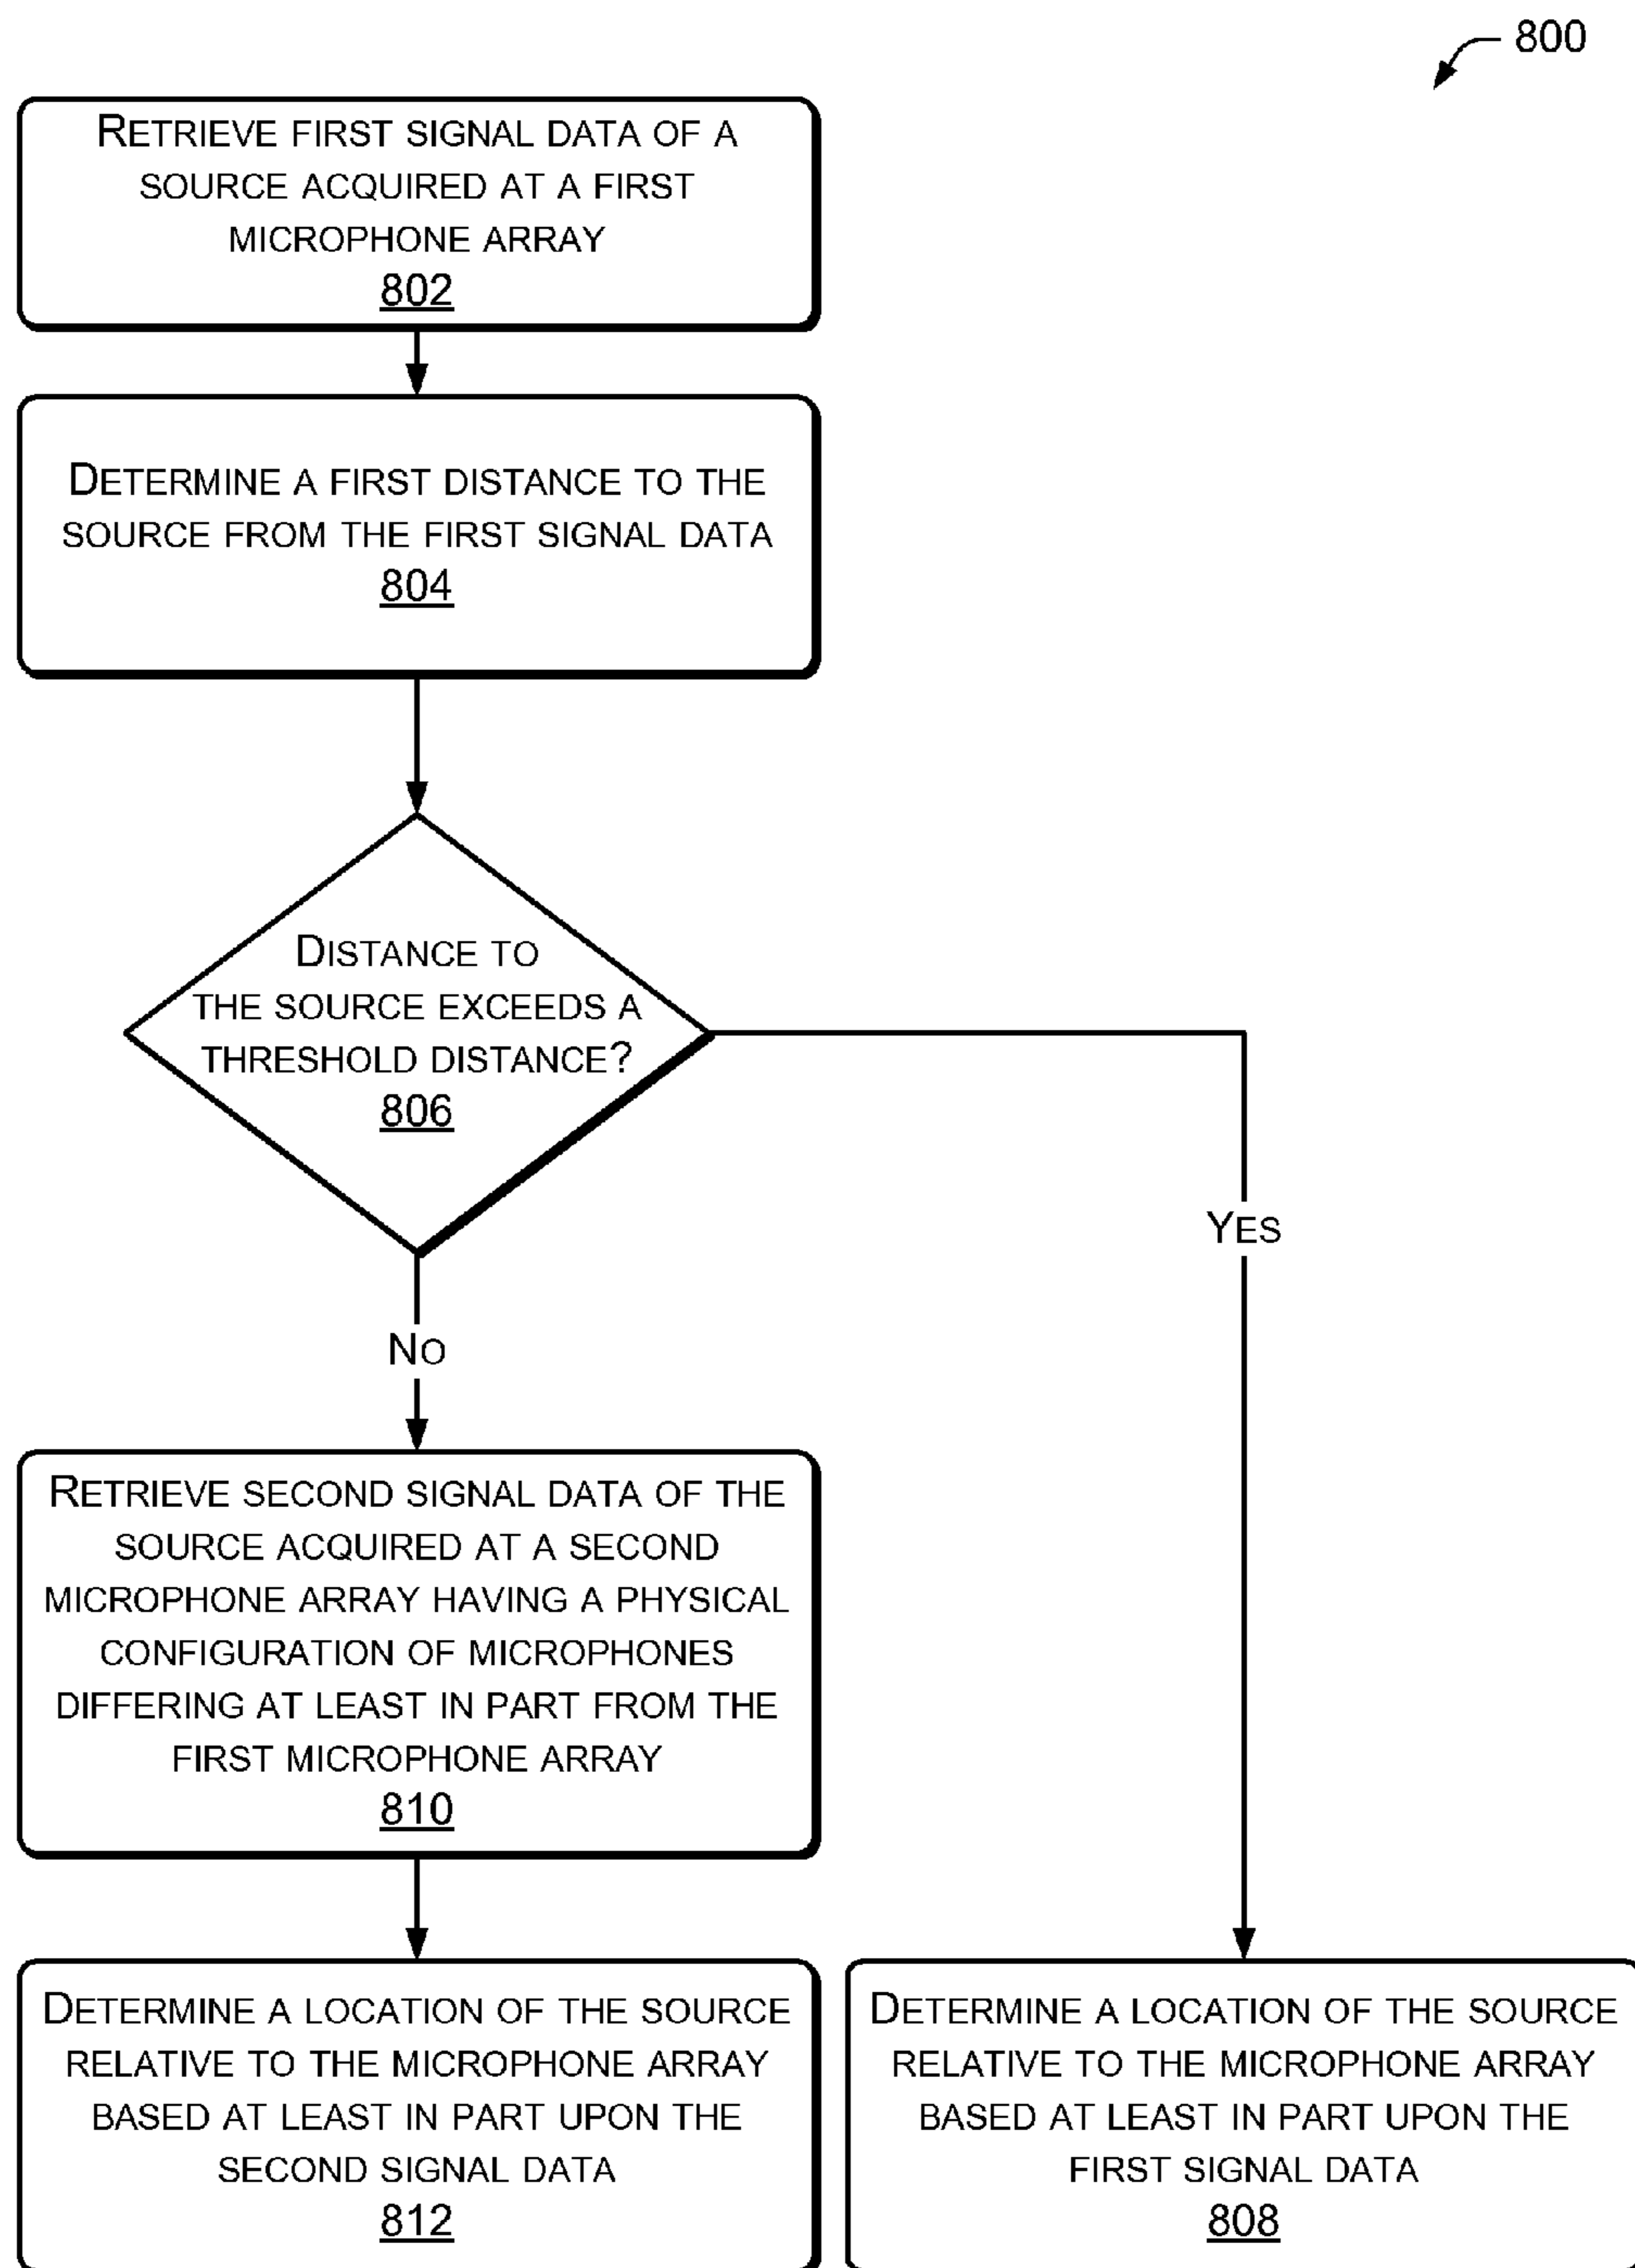 800
RETRIEVE FIRST SIGNAL DATA OF A
SOURCE ACQUIRED AT A FIRST
MICROPHONE ARRAY
802
DETERMINE A FIRST DISTANCE TO THE
SOURCE FROM THE FIRST SIGNAL DATA
804
DISTANCE TO
THE SOURCE EXCEEDS A
THRESHOLD DISTANCE?
806
YES
NO
RETRIEVE SECOND SIGNAL DATA OF THE
SOURCE ACQUIRED AT A SECOND
MICROPHONE ARRAY HAVING A PHYSICAL
CONFIGURATION OF MICROPHONES
DIFFERING AT LEAST IN PART FROM THE
FIRST MICROPHONE ARRAY
810
DETERMINE A LOCATION OF THE SOURCE
RELATIVE TO THE MICROPHONE ARRAY
BASED AT LEAST IN PART UPON THE
SECOND SIGNAL DATA
812
DETERMINE A LOCATION OF THE SOURCE
RELATIVE TO THE MICROPHONE ARRAY
BASED AT LEAST IN PART UPON THE
FIRST SIGNAL DATA
808